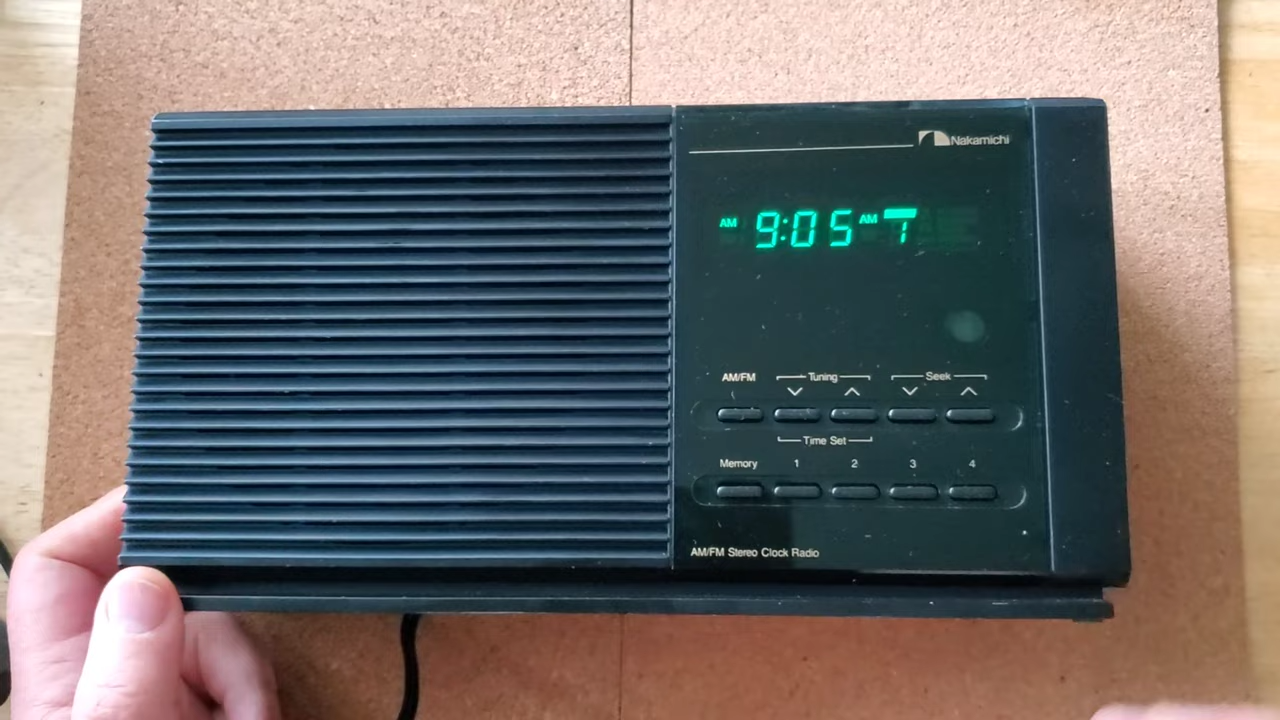 Nakamichi
AM 9:05 AM 7
AM/FM Tuning Seek
Time Set
Memory 1 2 3 4
AM/FM Stereo Clock Radio